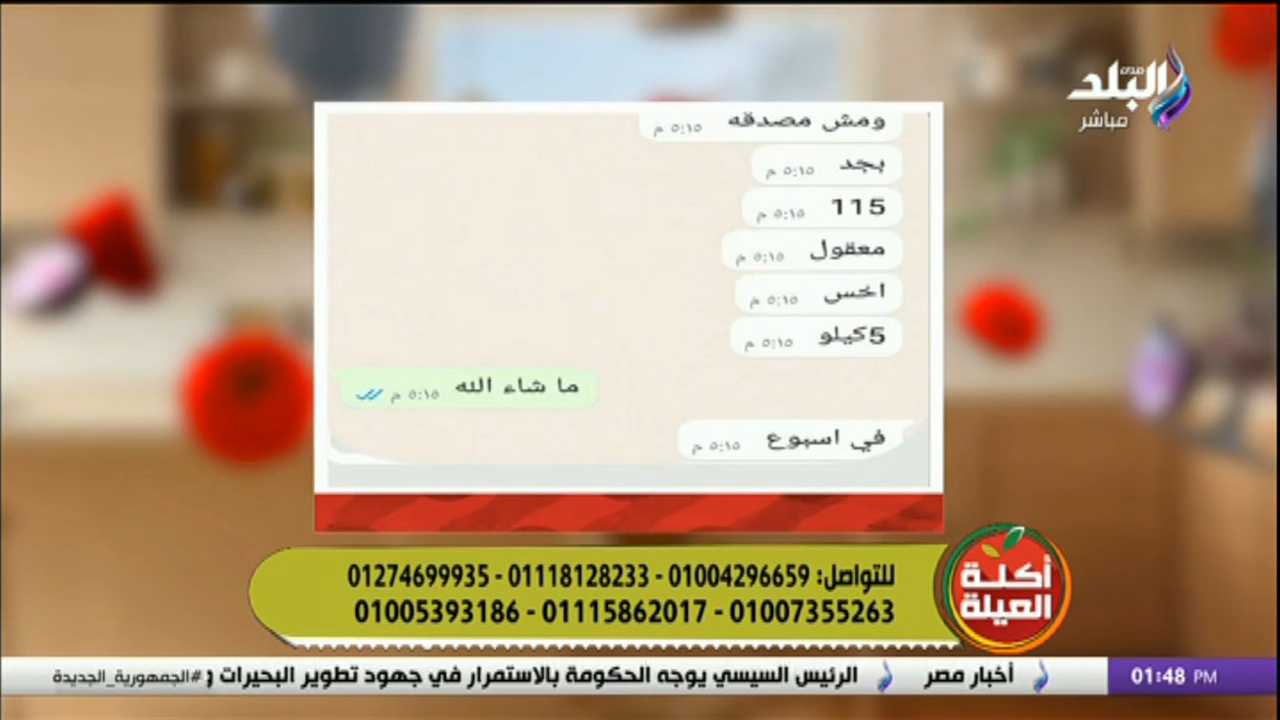 صدى
البلد
مباشر
ومش مصدقه ٥:١٥ م
بجد ٥:١٥ م
115 ٥:١٥ م
معقول ٥:١٥ م
اخس ٥:١٥ م
5كيلو ٥:١٥ م
ما شاء الله ٥:١٥ م
في اسبوع ٥:١٥ م
أكلة
العيلة
للتواصل: 01004296659 - 01118128233 - 01274699935
01007355263 - 01115862017 - 01005393186
01:48 PM
أخبار مصر
الرئيس السيسي يوجه الحكومة بالاستمرار في جهود تطوير البحيرات و
#الجمهورية_الجديدة